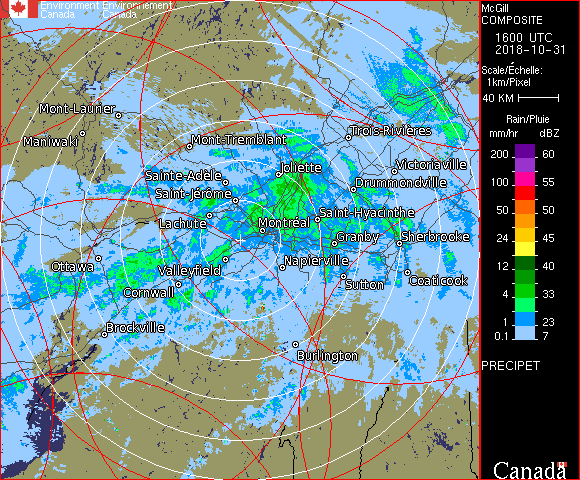 Environment Environnement
Canada Canada
McGill
COMPOSITE
1600 UTC
2018-10-31
Scale/Échelle:
1km/Pixel
40 KM
Rain/Pluie
mm/hr dBZ
200 60
100 55
50 50
24 45
12 40
4 33
1 23
0.1 7
PRECIPET
Mont-Laurier
Maniwaki
Mont-Tremblant
Trois-Rivières
Sainte-Adèle
Joliette
Victoriaville
Saint-Jérôme
Drummondville
Lachute
Montréal
Saint-Hyacinthe
Granby
Sherbrooke
Ottawa
Valleyfield
Napierville
Cornwall
Sutton
Coaticook
Brockville
Burlington
Canada